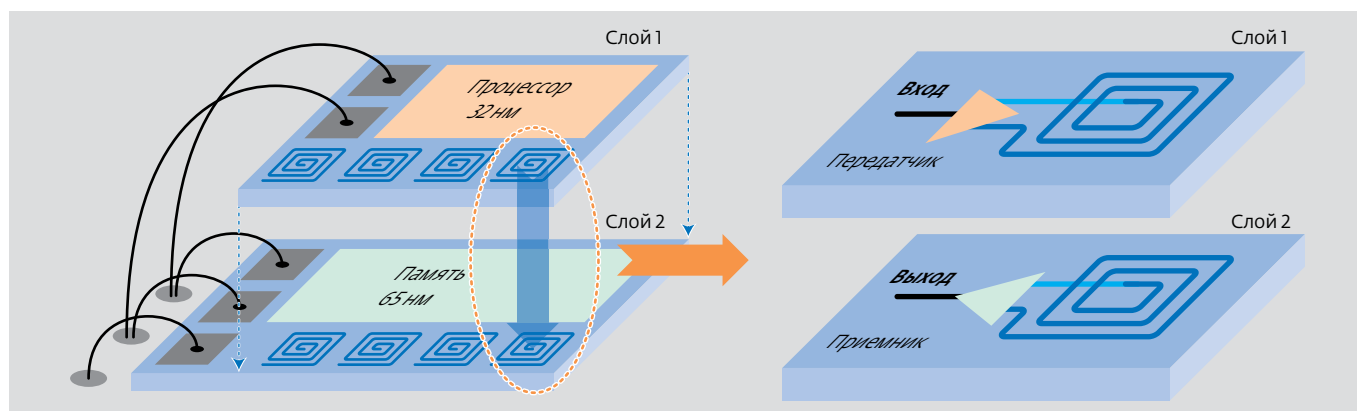 Слой 1
Процессор
32 нм
Слой 2
Память
65 нм
Слой 1
Вход
Передатчик
Слой 2
Выход
Приемник